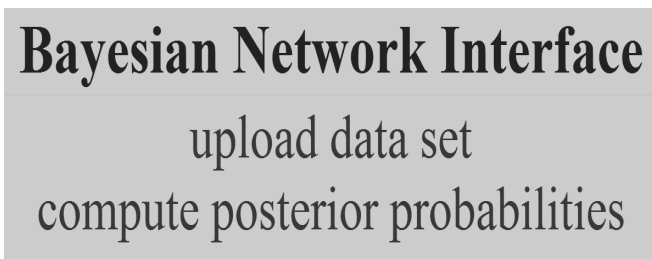 Bayesian Network Interface
upload data set
compute posterior probabilities